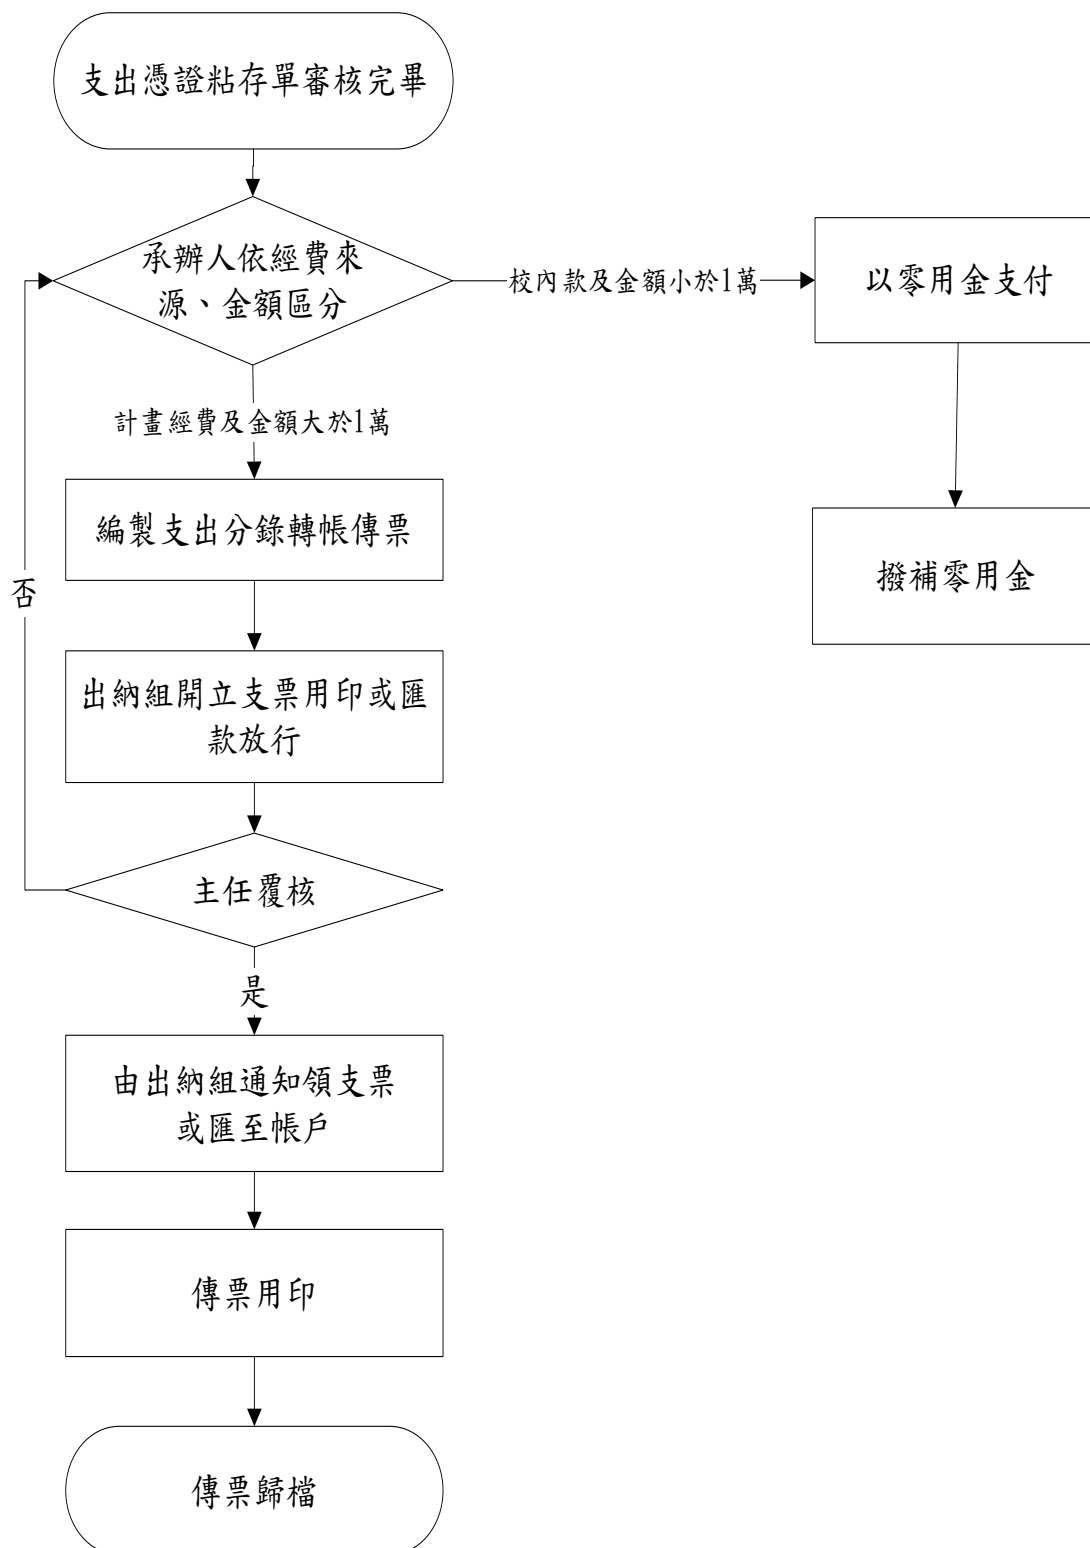 支出憑證粘存單審核完畢
承辦人依經費來
源、金額區分
校內款及金額小於1萬
以零用金支付
計畫經費及金額大於1萬
編製支出分錄轉帳傳票
撥補零用金
否
出納組開立支票用印或匯
款放行
主任覆核
是
由出納組通知領支票
或匯至帳戶
傳票用印
傳票歸檔